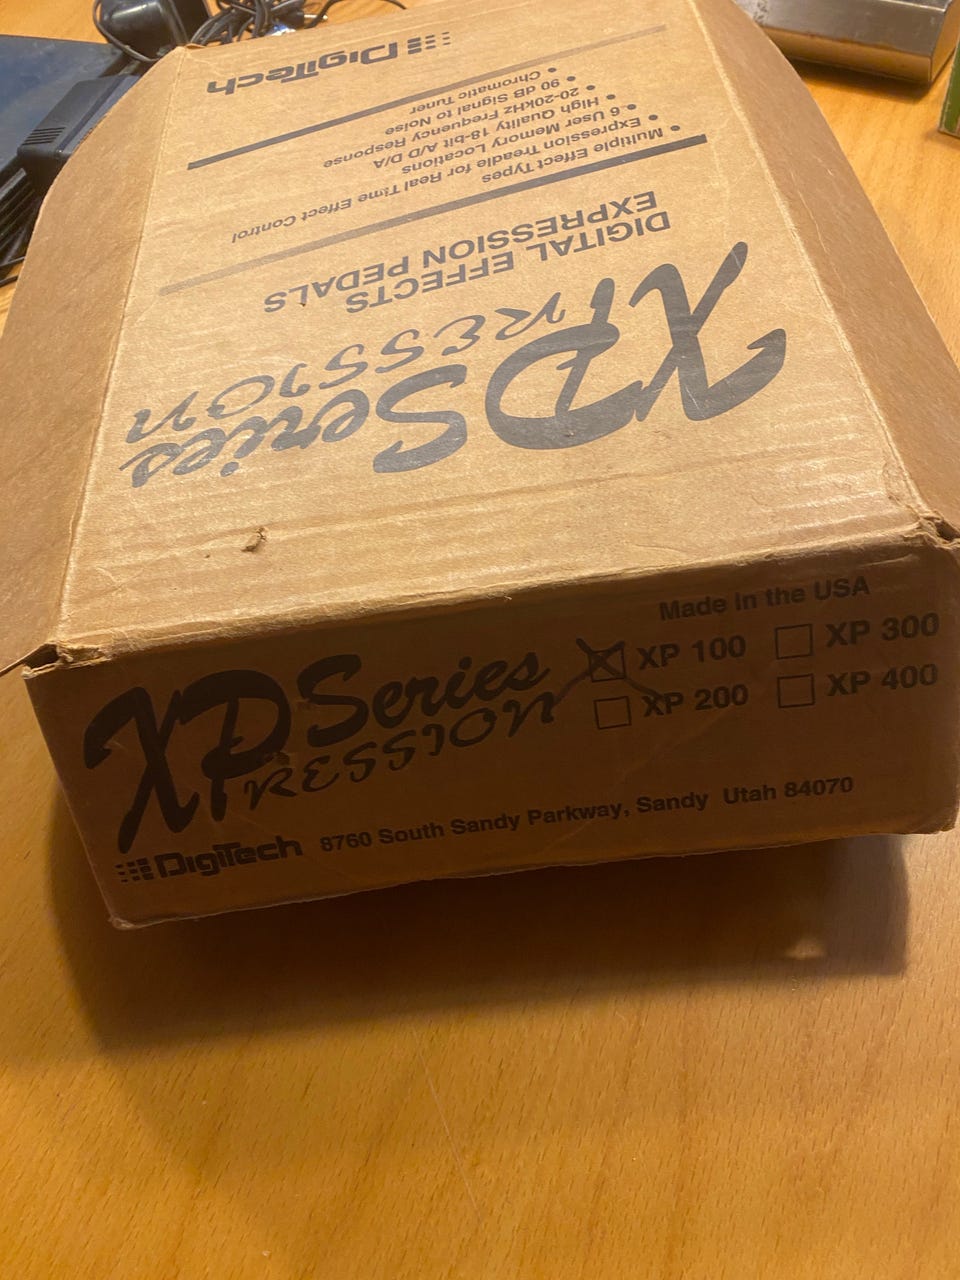 XP Series
XPRESSION
DIGITAL EFFECTS
EXPRESSION PEDALS
Multiple Effect Types
• Expression Treadle for Real Time Effect Control
• 6 User Memory Locations
• High Quality 18-bit A/D D/A
• 20-20kHz Frequency Response
• 90 dB Signal to Noise
• Chromatic Tuner
DigiTech
Made in the USA
XP Series
XPRESSION
XP 100
XP 300
XP 200
XP 400
DigiTech 8760 South Sandy Parkway, Sandy Utah 84070